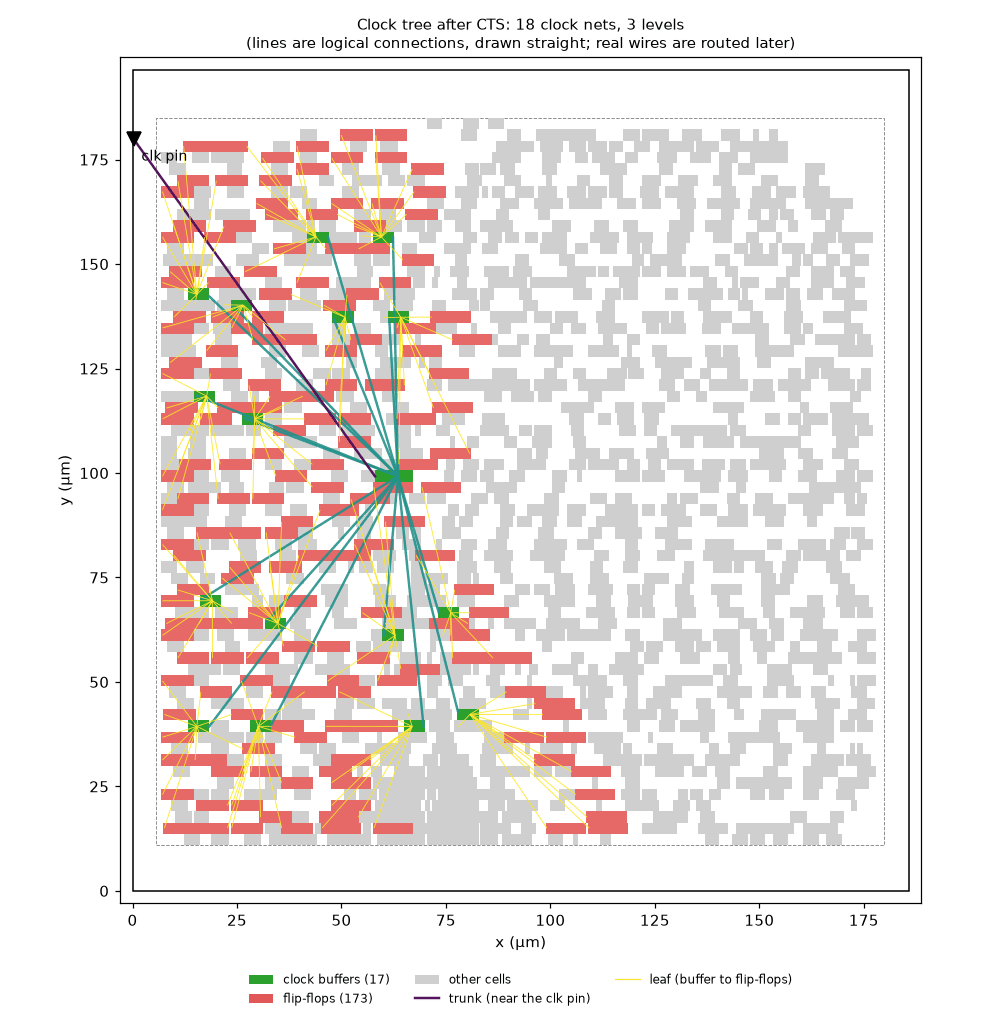 Clock tree after CTS: 18 clock nets, 3 levels
(lines are logical connections, drawn straight; real wires are routed later)
clk pin
175
150
125
100
75
50
25
0
y (µm)
0 25 50 75 100 125 150 175
x (µm)
clock buffers (17)
flip-flops (173)
other cells
trunk (near the clk pin)
leaf (buffer to flip-flops)